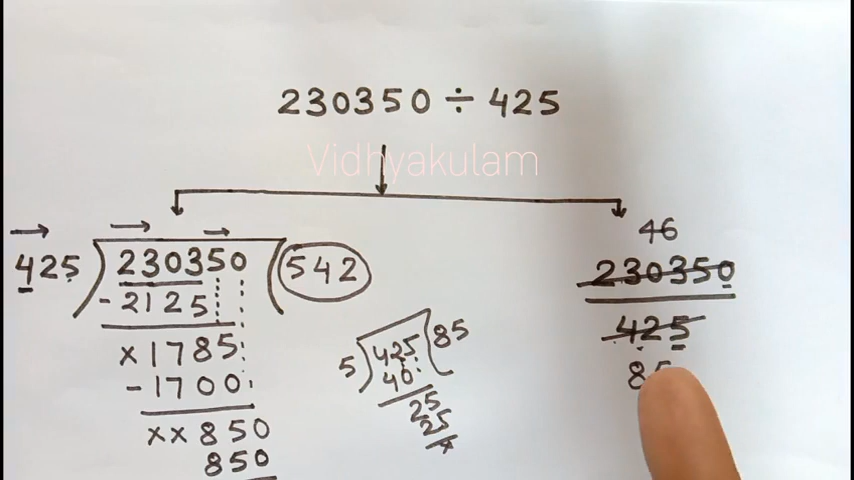 230350 ÷ 425
Vidhyakulam
425 ) 230350 ( 542
- 2125
x1785
- 1700
xx850
850
5 ) 425 ( 85
40
25
25
x
46
230350
425